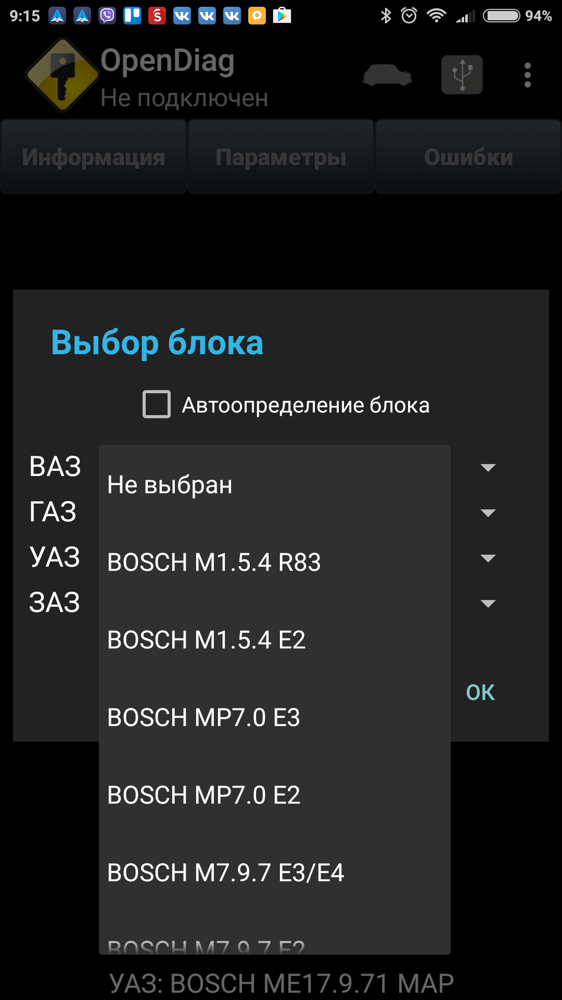 9:15
94%
OpenDiag
Не подключен
Информация Параметры Ошибки
Выбор блока
Автоопределение блока
ВАЗ
ГАЗ
УАЗ
ЗАЗ
Не выбран
BOSCH M1.5.4 R83
BOSCH M1.5.4 E2
BOSCH MP7.0 E3
BOSCH MP7.0 E2
BOSCH M7.9.7 E3/E4
BOSCH M7.9.7 E2
ОК
УАЗ: BOSCH ME17.9.71 MAP